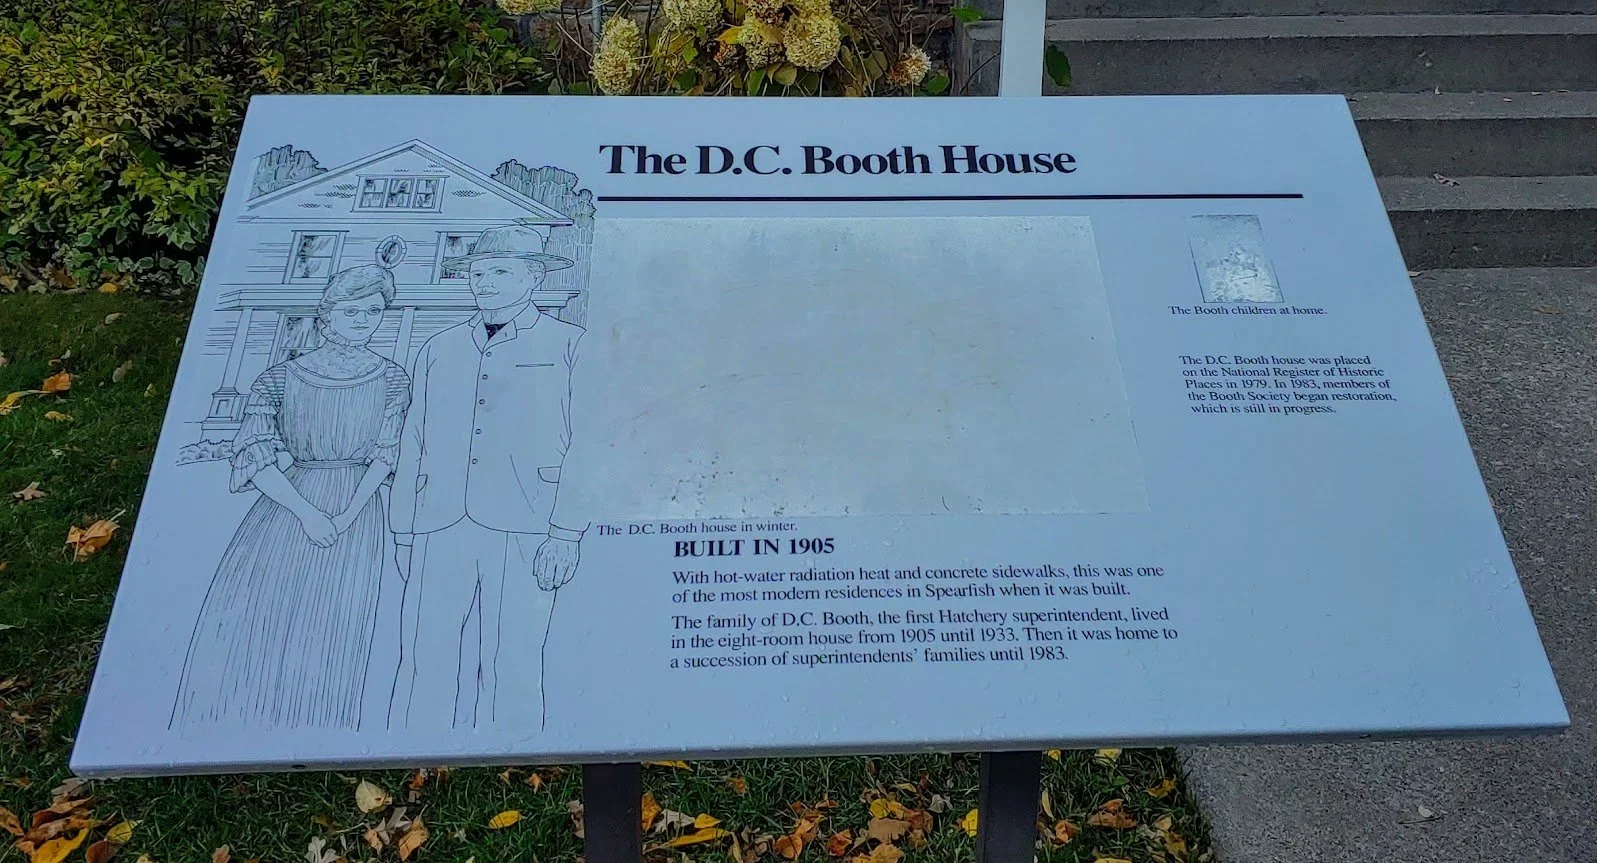 The D.C. Booth House
The Booth children at home.
The D.C. Booth house was placed
on the National Register of Historic
Places in 1979. In 1983, members of
the Booth Society began restoration,
which is still in progress.
The D.C. Booth house in winter.
BUILT IN 1905
With hot-water radiation heat and concrete sidewalks, this was one
of the most modern residences in Spearfish when it was built.
The family of D.C. Booth, the first Hatchery superintendent, lived
in the eight-room house from 1905 until 1933. Then it was home to
a succession of superintendents' families until 1983.